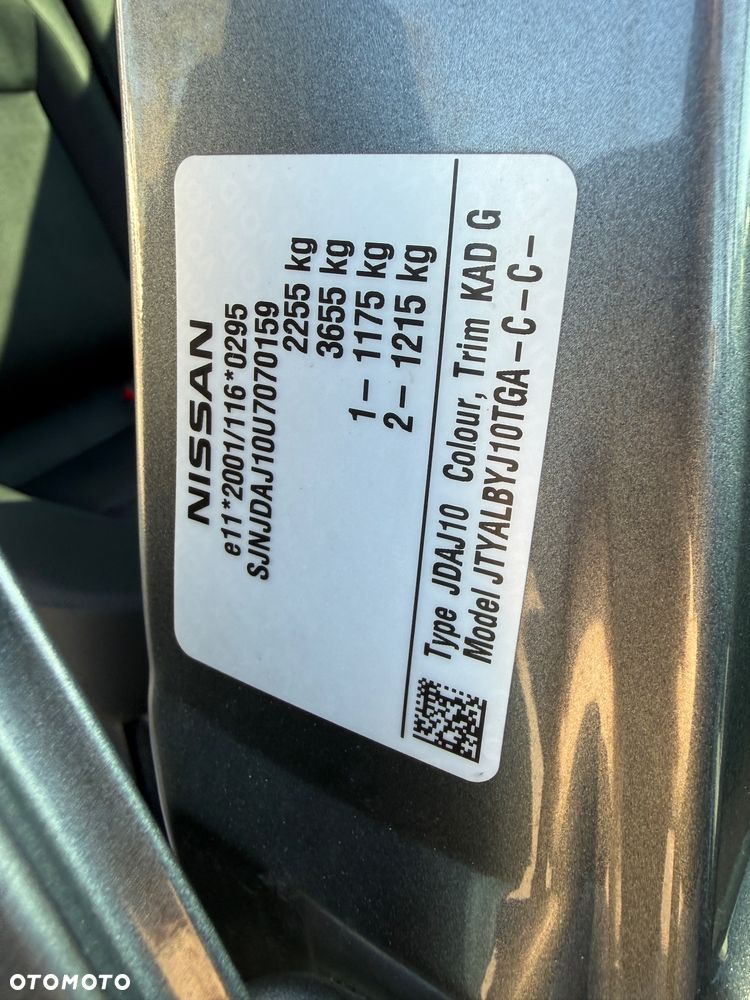 NISSAN
e11*2001/116*0295
SJNJDAJ10U7070159
2255 kg
3655 kg
1- 1175 kg
2- 1215 kg
Type JDAJ10 Colour, Trim KAD G
Model JTYALBYJ10TGA-C-C-
OTOMOTO